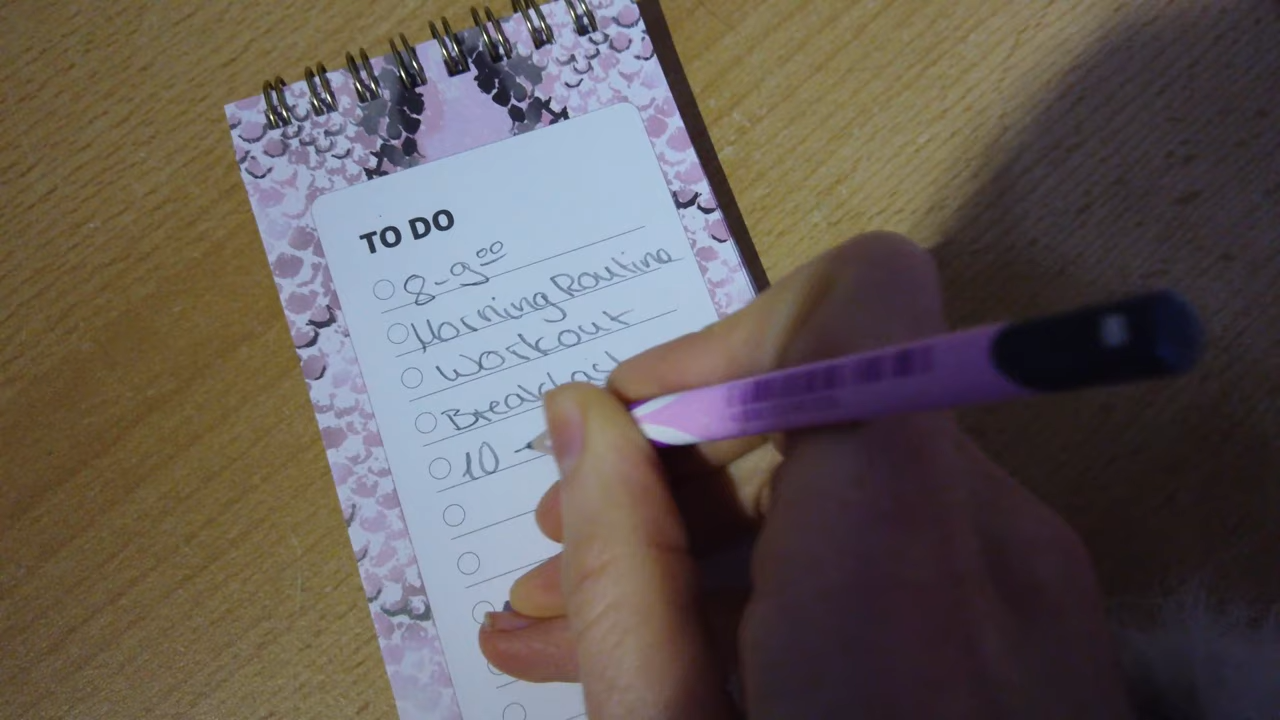 TO DO
8-9⁰⁰
Morning Routine
Workout
Breakfast
10 -